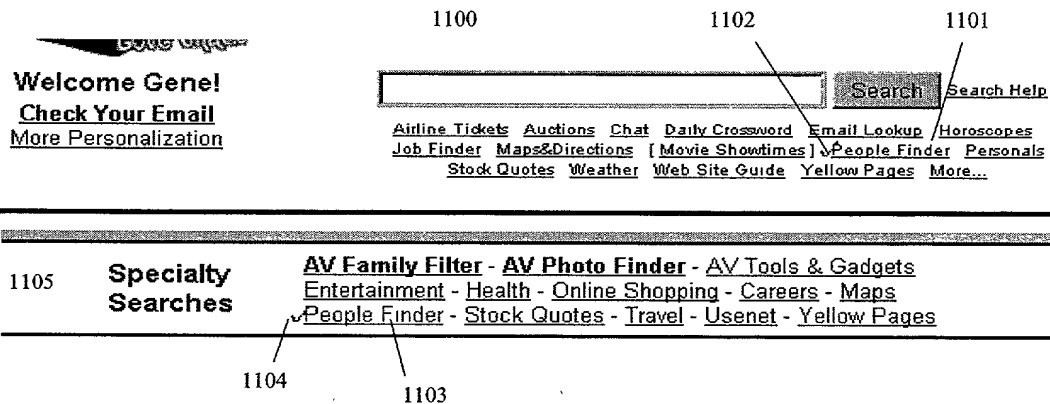 1100 1102 1101
Welcome Gene!
Check Your Email
More Personalization
Search Search Help
Airline Tickets Auctions Chat Daily Crossword Email Lookup Horoscopes
Job Finder Maps&Directions [ Movie Showtimes ] People Finder Personals
Stock Quotes Weather Web Site Guide Yellow Pages More...
1105
Specialty
Searches
AV Family Filter - AV Photo Finder - AV Tools & Gadgets
Entertainment - Health - Online Shopping - Careers - Maps
People Finder - Stock Quotes - Travel - Usenet - Yellow Pages
1104
1103